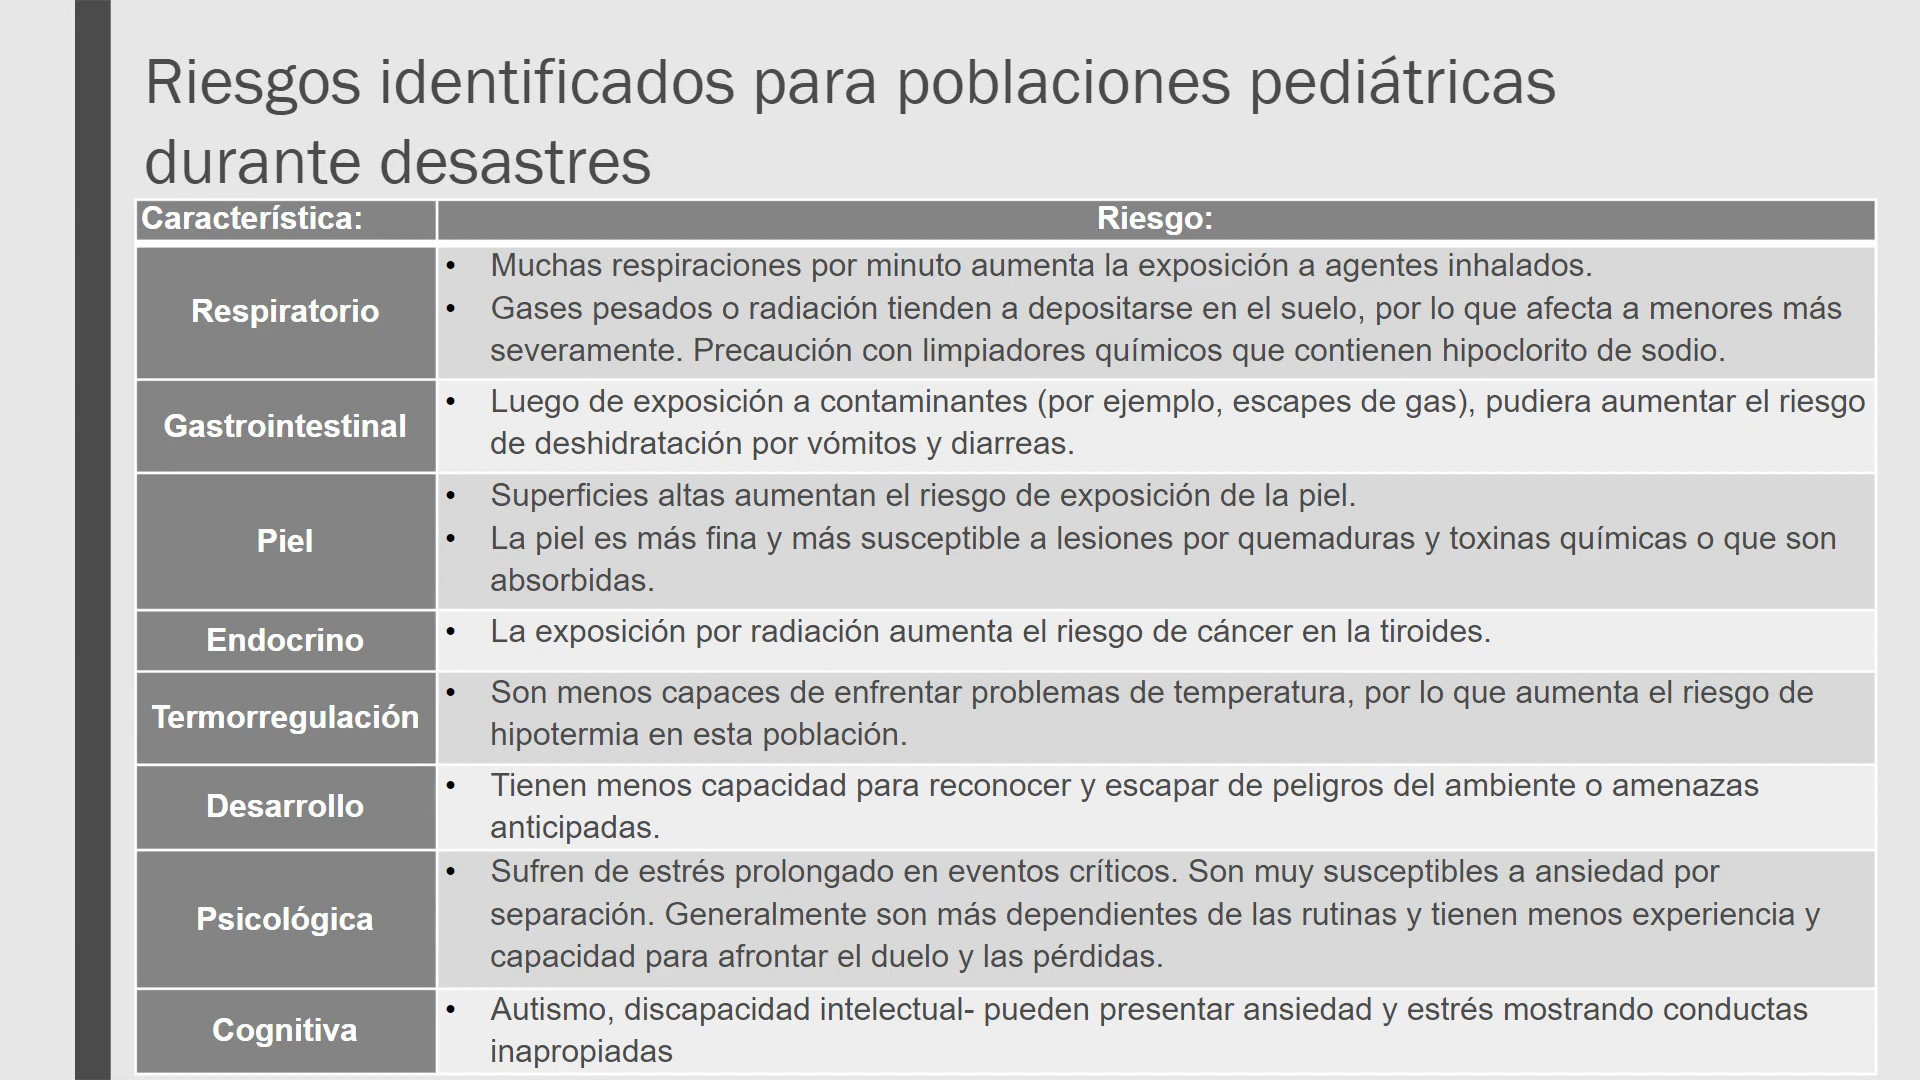 Riesgos identificados para poblaciones pediátricas
durante desastres
Característica:
Riesgo:
Respiratorio
• Muchas respiraciones por minuto aumenta la exposición a agentes inhalados.
• Gases pesados o radiación tienden a depositarse en el suelo, por lo que afecta a menores más
severamente. Precaución con limpiadores químicos que contienen hipoclorito de sodio.
Gastrointestinal
• Luego de exposición a contaminantes (por ejemplo, escapes de gas), pudiera aumentar el riesgo
de deshidratación por vómitos y diarreas.
Piel
• Superficies altas aumentan el riesgo de exposición de la piel.
• La piel es más fina y más susceptible a lesiones por quemaduras y toxinas químicas o que son
absorbidas.
Endocrino
• La exposición por radiación aumenta el riesgo de cáncer en la tiroides.
Termorregulación
• Son menos capaces de enfrentar problemas de temperatura, por lo que aumenta el riesgo de
hipotermia en esta población.
Desarrollo
• Tienen menos capacidad para reconocer y escapar de peligros del ambiente o amenazas
anticipadas.
Psicológica
• Sufren de estrés prolongado en eventos críticos. Son muy susceptibles a ansiedad por
separación. Generalmente son más dependientes de las rutinas y tienen menos experiencia y
capacidad para afrontar el duelo y las pérdidas.
Cognitiva
• Autismo, discapacidad intelectual- pueden presentar ansiedad y estrés mostrando conductas
inapropiadas